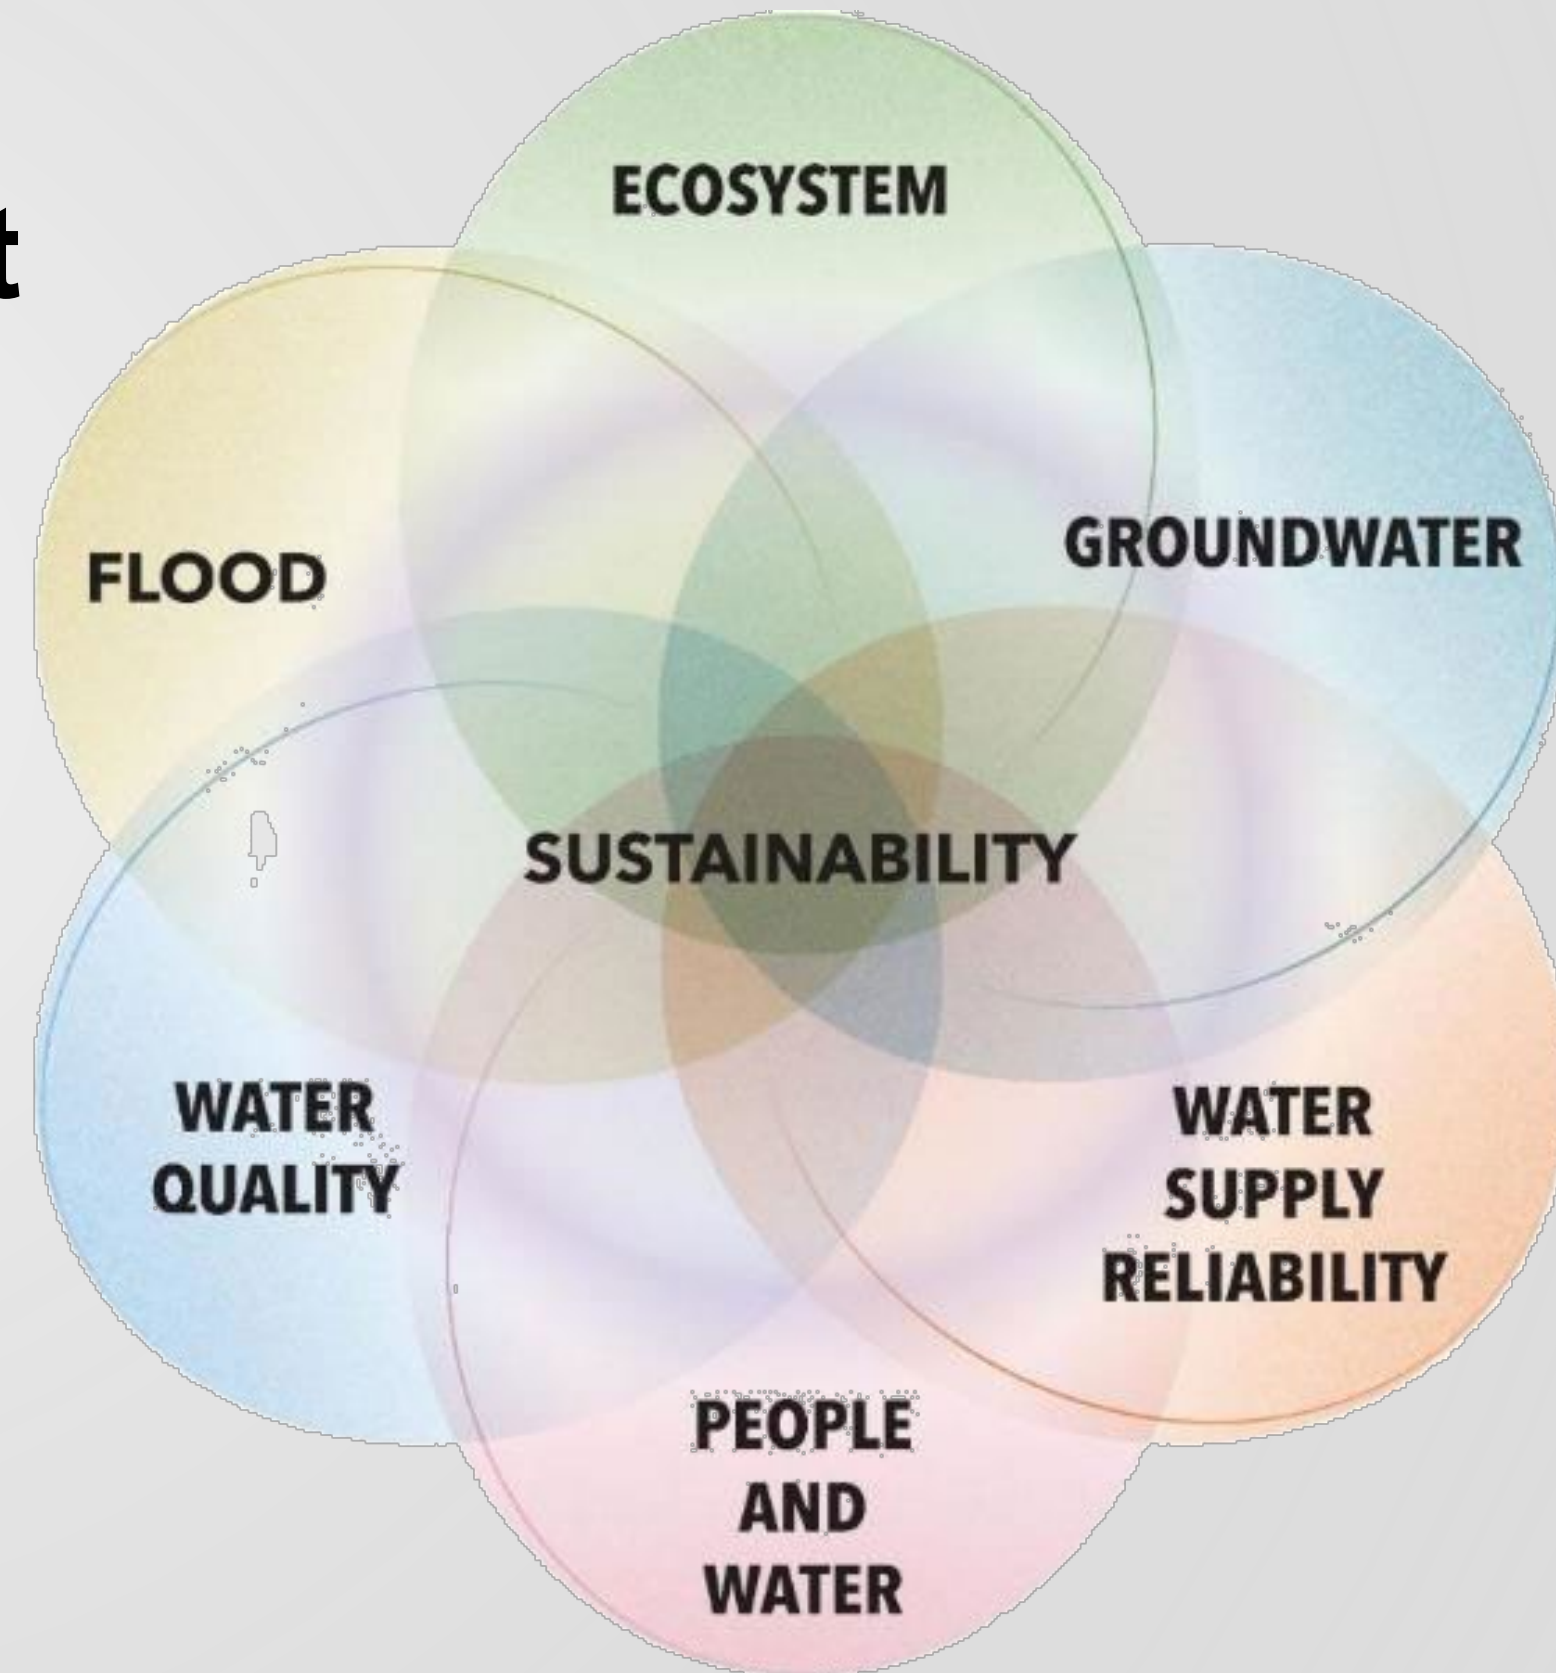 t
ECOSYSTEM
GROUNDWATER
FLOOD
SUSTAINABILITY
WATER
QUALITY
WATER
SUPPLY
RELIABILITY
PEOPLE
AND
WATER